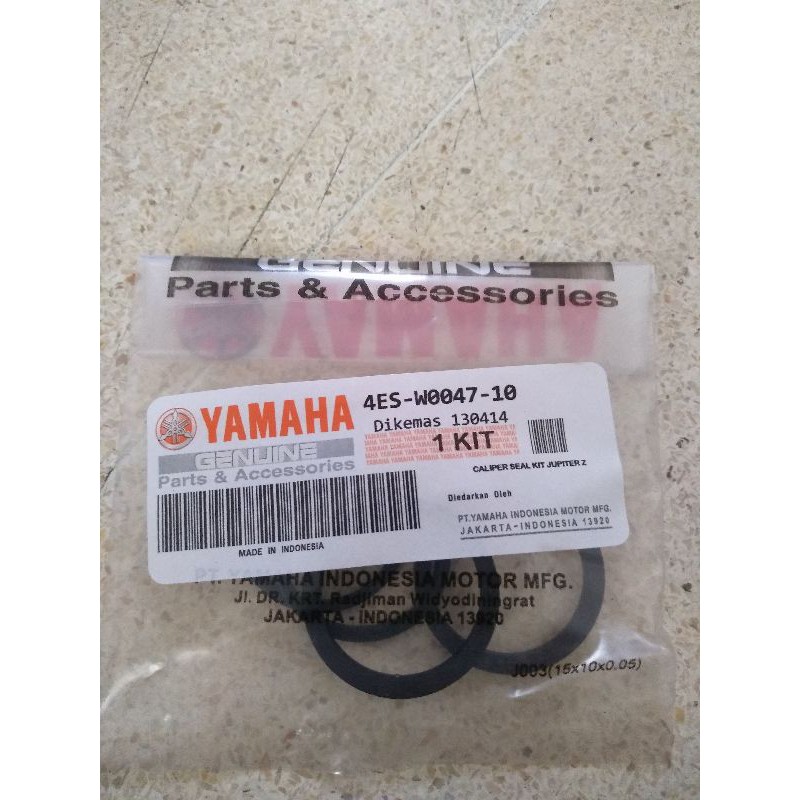 GENUINE
Parts & Accessories
YAMAHA
YAMAHA
GENUINE
Parts & Accessories
4ES-W0047-10
Dikemas 130414
1 KIT
CALIPER SEAL KIT JUPITER Z
Diedarkan Oleh
PT.YAMAHA INDONESIA MOTOR MFG.
JAKARTA-INDONESIA 13920
MADE IN INDONESIA
PT. YAMAHA INDONESIA MOTOR MFG.
Jl. DR. KRT. Radjiman Widyodiningrat
JAKARTA - INDONESIA 13920
J003(15x10x0.05)